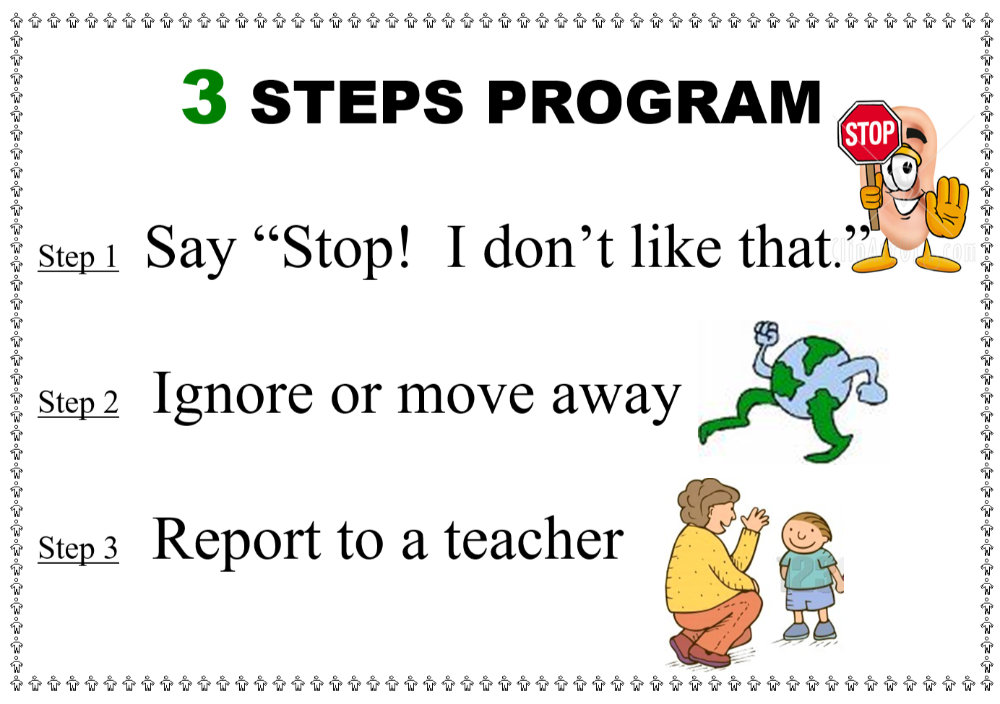 3 STEPS PROGRAM
STOP
Step 1 Say “Stop! I don’t like that.”
Step 2 Ignore or move away
Step 3 Report to a teacher